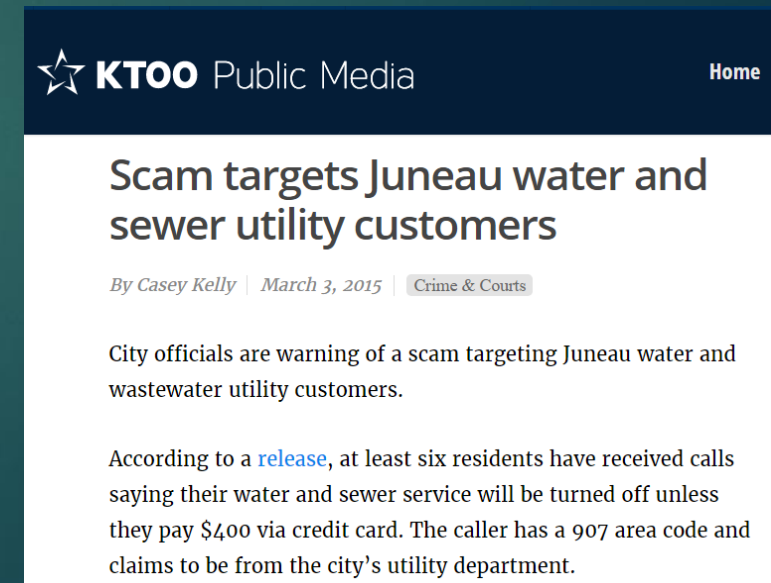 KTOO Public Media
Home
Scam targets Juneau water and
sewer utility customers
By Casey Kelly March 3, 2015 Crime & Courts
City officials are warning of a scam targeting Juneau water and
wastewater utility customers.
According to a release, at least six residents have received calls
saying their water and sewer service will be turned off unless
they pay $400 via credit card. The caller has a 907 area code and
claims to be from the city’s utility department.